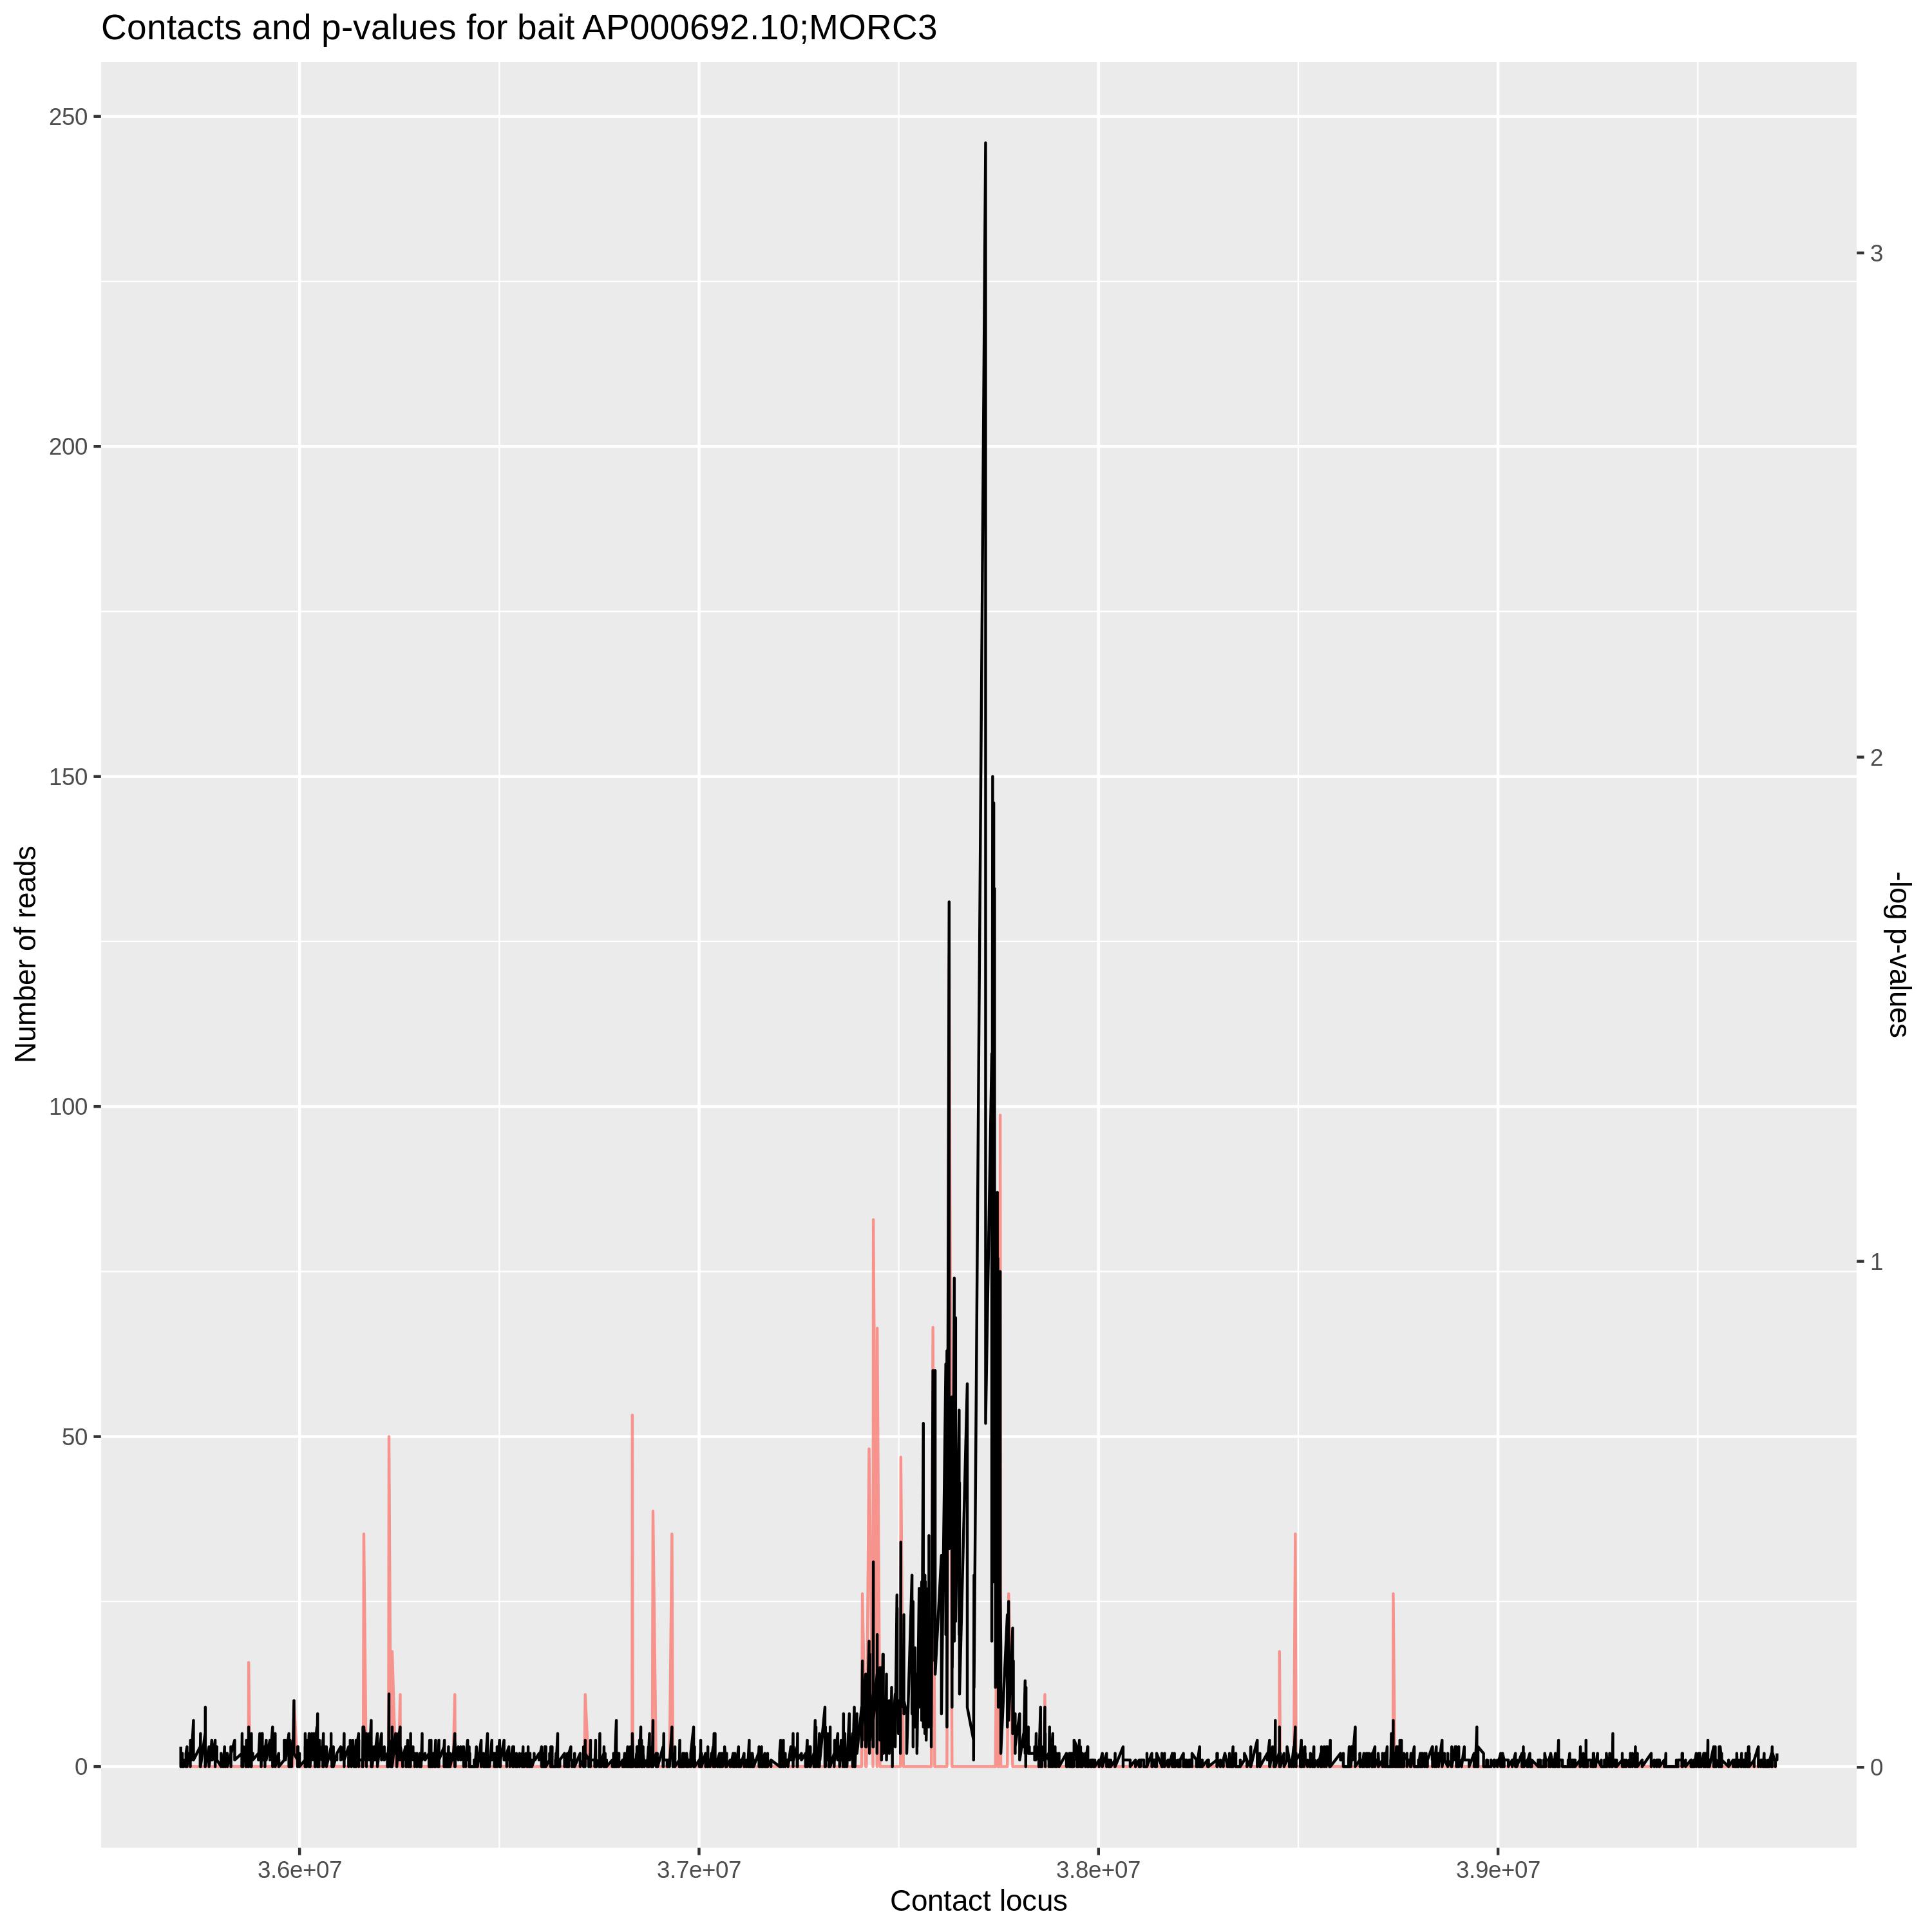 Contacts and p-values for bait AP000692.10;MORC3
250
200
150
100
50
0
Number of reads
3
2
1
0
-log p-values
3.6e+07
3.7e+07
3.8e+07
3.9e+07
Contact locus